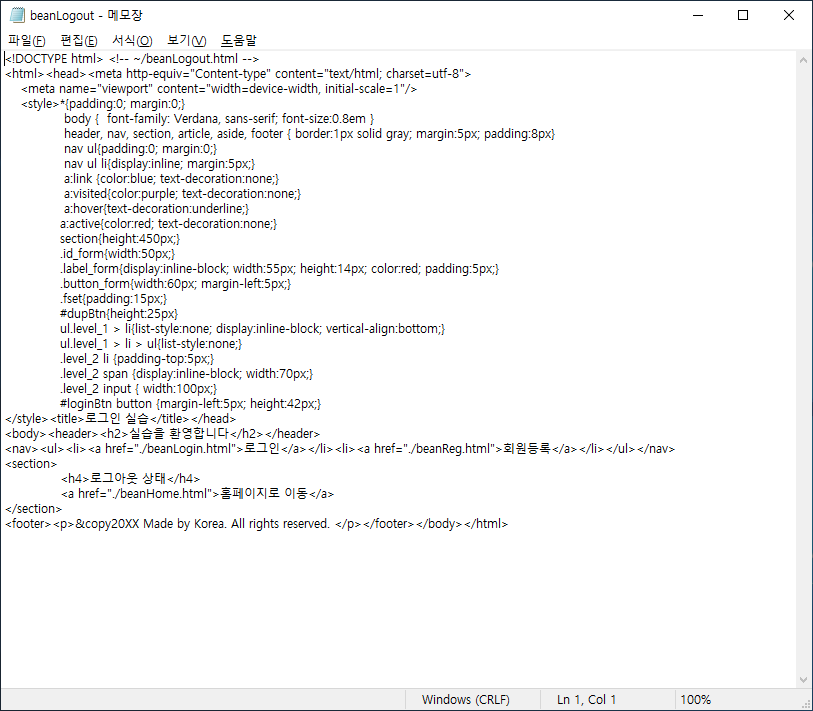 beanLogout - 메모장
파일(F) 편집(E) 서식(O) 보기(V) 도움말
<!DOCTYPE html> <!-- ~/beanLogout.html -->
<html><head><meta http-equiv="Content-type" content="text/html; charset=utf-8">
<meta name="viewport" content="width=device-width, initial-scale=1"/>
<style>*{padding:0; margin:0;}
body {  font-family: Verdana, sans-serif; font-size:0.8em }
header, nav, section, article, aside, footer { border:1px solid gray; margin:5px; padding:8px}
nav ul{padding:0; margin:0;}
nav ul li{display:inline; margin:5px;}
a:link {color:blue; text-decoration:none;}
a:visited{color:purple; text-decoration:none;}
a:hover{text-decoration:underline;}
a:active{color:red; text-decoration:none;}
section{height:450px;}
.id_form{width:50px;}
.label_form{display:inline-block; width:55px; height:14px; color:red; padding:5px;}
.button_form{width:60px; margin-left:5px;}
.fset{padding:15px;}
#dupBtn{height:25px}
ul.level_1 > li{list-style:none; display:inline-block; vertical-align:bottom;}
ul.level_1 > li > ul{list-style:none;}
.level_2 li {padding-top:5px;}
.level_2 span {display:inline-block; width:70px;}
.level_2 input { width:100px;}
#loginBtn button {margin-left:5px; height:42px;}
</style><title>로그인 실습</title></head>
<body><header><h2>실습을 환영합니다</h2></header>
<nav><ul><li><a href="./beanLogin.html">로그인</a></li><li><a href="./beanReg.html">회원등록</a></li></ul></nav>
<section>
<h4>로그아웃 상태</h4>
<a href="./beanHome.html">홈페이지로 이동</a>
</section>
<footer><p>&copy20XX Made by Korea. All rights reserved. </p></footer></body></html>
Windows (CRLF) Ln 1, Col 1 100%